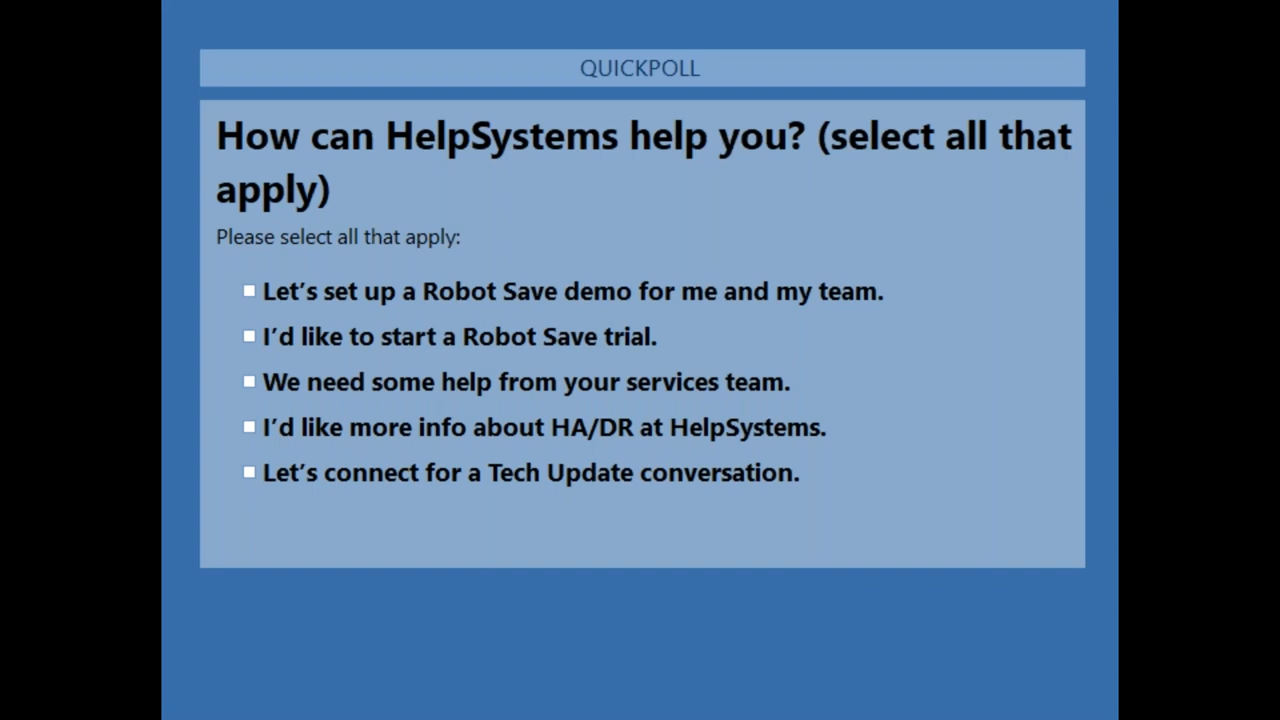 QUICKPOLL
How can HelpSystems help you? (select all that
apply)
Please select all that apply:
Let’s set up a Robot Save demo for me and my team.
I’d like to start a Robot Save trial.
We need some help from your services team.
I’d like more info about HA/DR at HelpSystems.
Let’s connect for a Tech Update conversation.